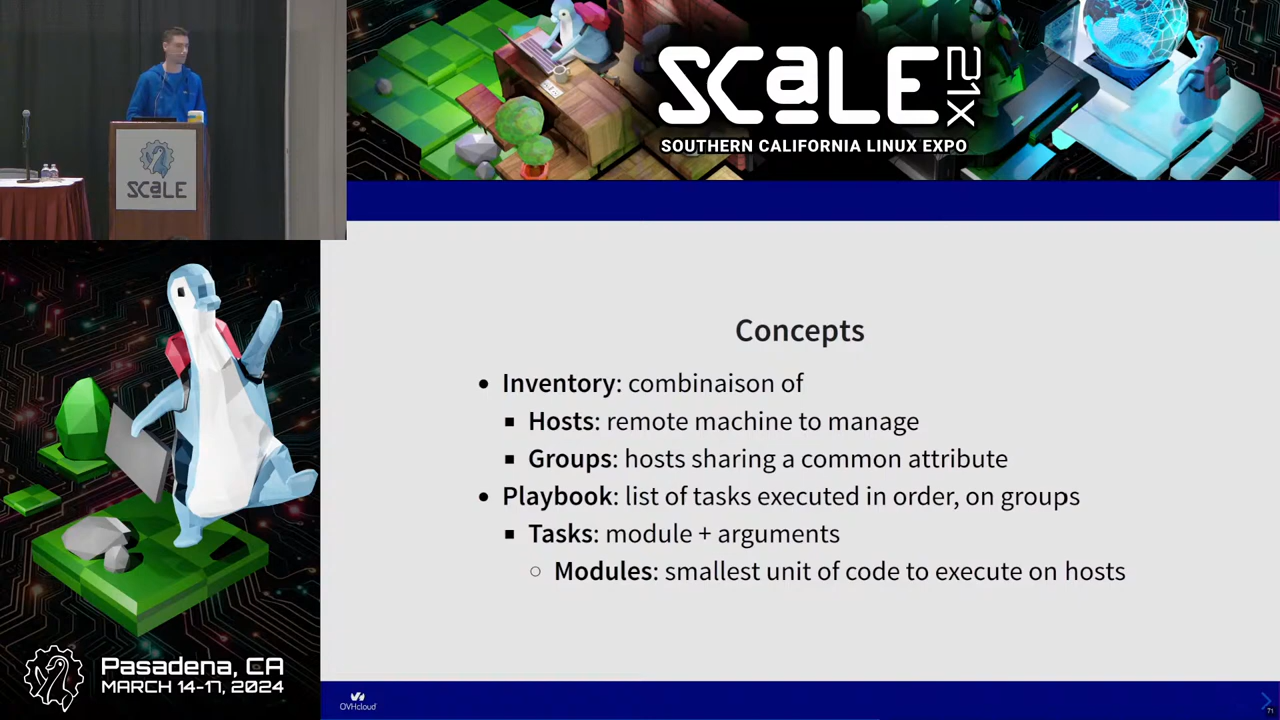 SCaLE 21x
SOUTHERN CALIFORNIA LINUX EXPO
SCaLE
Concepts
Inventory: combinaison of
Hosts: remote machine to manage
Groups: hosts sharing a common attribute
Playbook: list of tasks executed in order, on groups
Tasks: module + arguments
Modules: smallest unit of code to execute on hosts
Pasadena, CA
MARCH 14-17, 2024
OVHcloud
71